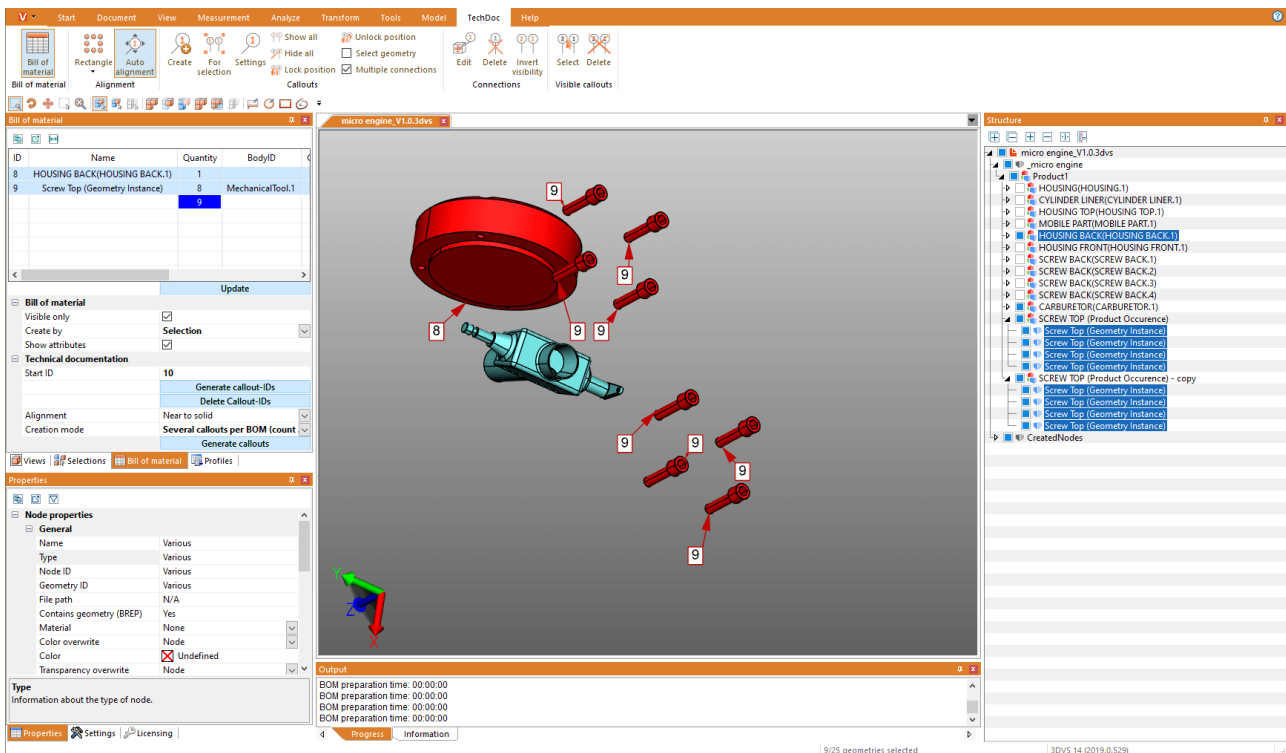 V Start Document View Measurement Analyze Transform Tools Model TechDoc Help
Bill of material
Bill of material
Rectangle Auto alignment
Alignment
Create For selection Settings
Show all
Hide all
Lock position
Unlock position
Select geometry
Multiple connections
Callouts
Edit Delete Invert visibility
Connections
Select Delete
Visible callouts
Bill of material
ID Name Quantity BodyID
8 HOUSING BACK(HOUSING BACK.1) 1
9 Screw Top (Geometry Instance) 8 MechanicalTool.1
9
Update
Bill of material
Visible only
Create by Selection
Show attributes
Technical documentation
Start ID 10
Generate callout-IDs
Delete Callout-IDs
Alignment Near to solid
Creation mode Several callouts per BOM (count
Generate callouts
Views Selections Bill of material Profiles
Properties
Node properties
General
Name Various
Type Various
Node ID Various
Geometry ID Various
File path N/A
Contains geometry (BREP) Yes
Material None
Color overwrite Node
Color Undefined
Transparency overwrite Node
Type
Information about the type of node.
Properties Settings Licensing
micro engine_V1.0.3dvs
9
9
9
9
8
9
9
9
9
Y
Z
X
Output
BOM preparation time: 00:00:00
BOM preparation time: 00:00:00
BOM preparation time: 00:00:00
BOM preparation time: 00:00:00
Progress Information
Structure
micro engine_V1.0.3dvs
_micro engine
Product1
HOUSING(HOUSING.1)
CYLINDER LINER(CYLINDER LINER.1)
HOUSING TOP(HOUSING TOP.1)
MOBILE PART(MOBILE PART.1)
HOUSING BACK(HOUSING BACK.1)
HOUSING FRONT(HOUSING FRONT.1)
SCREW BACK(SCREW BACK.1)
SCREW BACK(SCREW BACK.2)
SCREW BACK(SCREW BACK.3)
SCREW BACK(SCREW BACK.4)
CARBURETOR(CARBURETOR.1)
SCREW TOP (Product Occurence)
Screw Top (Geometry Instance)
Screw Top (Geometry Instance)
Screw Top (Geometry Instance)
Screw Top (Geometry Instance)
SCREW TOP (Product Occurence) - copy
Screw Top (Geometry Instance)
Screw Top (Geometry Instance)
Screw Top (Geometry Instance)
Screw Top (Geometry Instance)
CreatedNodes
9/25 geometries selected 3DVS 14 (2019.0.529)